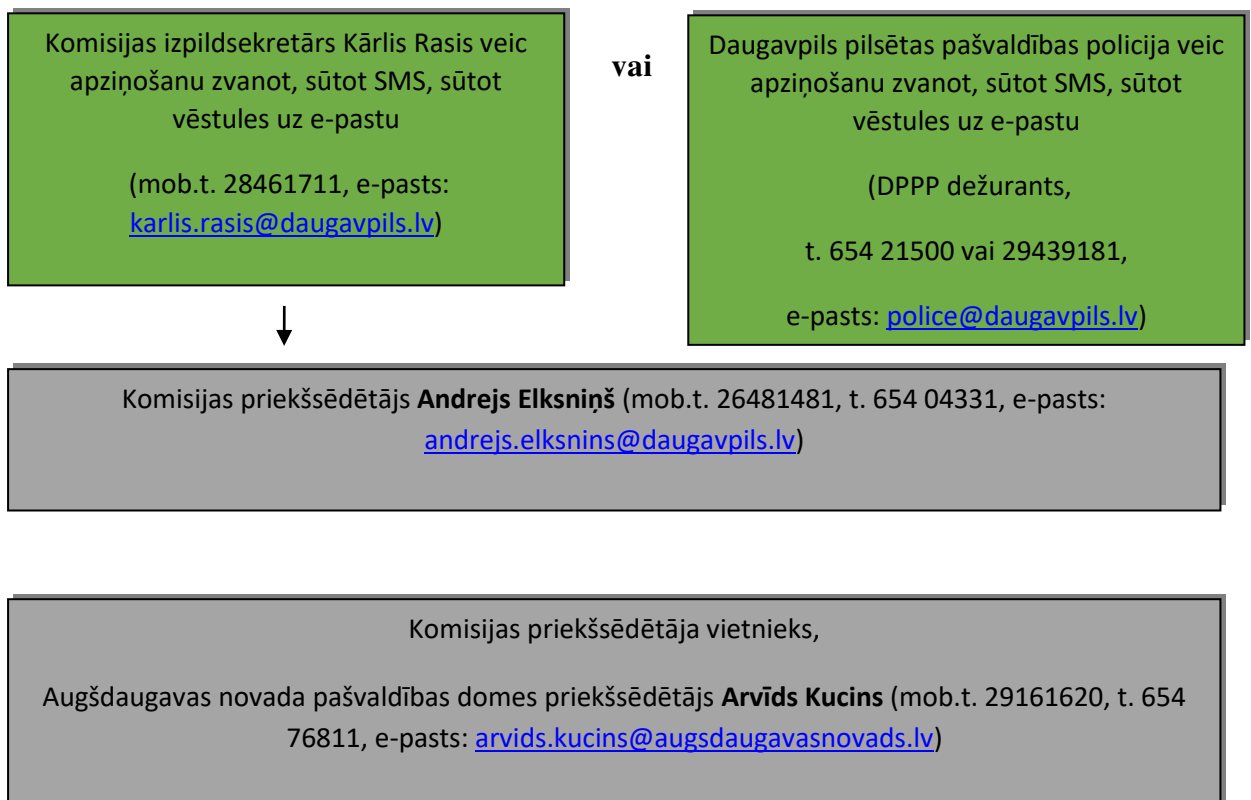 Komisijas izpildsekretārs Kārlis Rasis veic
apziņošanu zvanot, sūtot SMS, sūtot
vēstules uz e-pastu
(mob.t. 28461711, e-pasts:
karlis.rasis@daugavpils.lv)
vai
Daugavpils pilsētas pašvaldības policija veic
apziņošanu zvanot, sūtot SMS, sūtot
vēstules uz e-pastu
(DPPP dežurants,
t. 654 21500 vai 29439181,
e-pasts: police@daugavpils.lv)
Komisijas priekšsēdētājs Andrejs Elksniņš (mob.t. 26481481, t. 654 04331, e-pasts:
andrejs.elksnins@daugavpils.lv)
Komisijas priekšsēdētāja vietnieks,
Augšdaugavas novada pašvaldības domes priekšsēdētājs Arvīds Kucins (mob.t. 29161620, t. 654
76811, e-pasts: arvids.kucins@augsdaugavasnovads.lv)